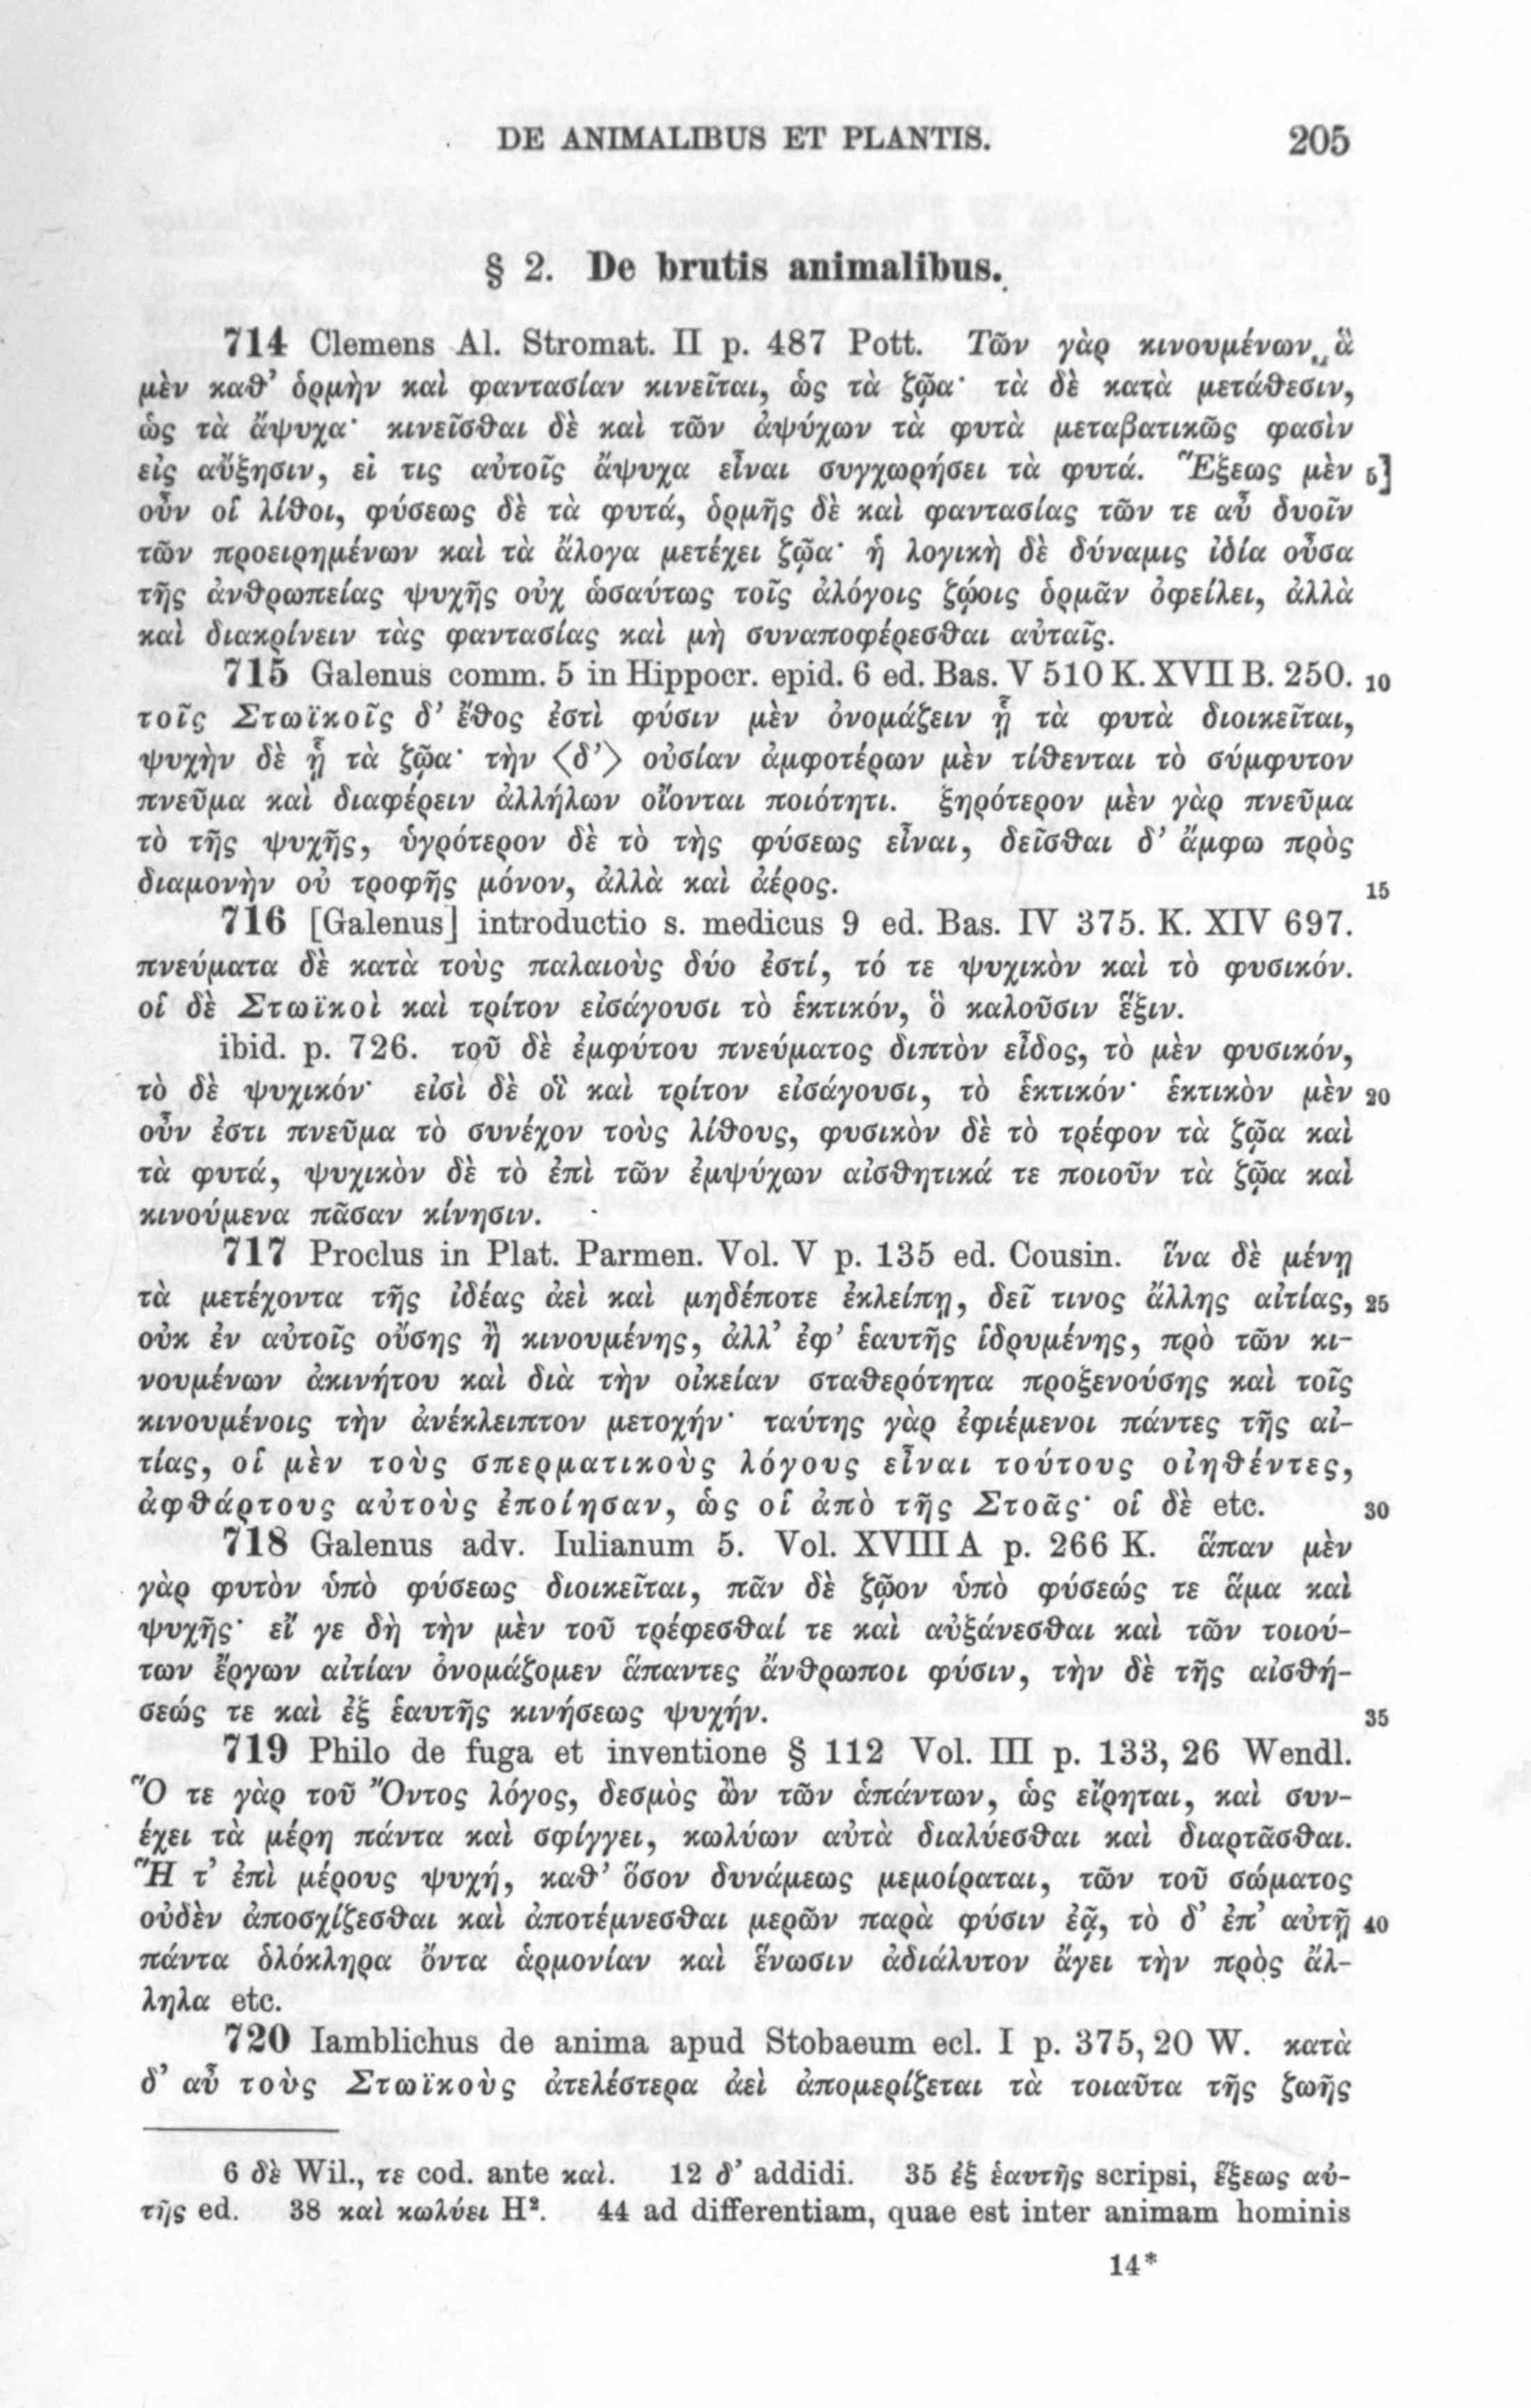 DE ANIMALIBUS ET PLANTIS. 205
§ 2. De brutis animalibus.
714 Clemens Al. Stromat. II p. 487 Pott. Τῶν γὰρ κινουμένων, ἃ
μὲν καθ’ ὁρμὴν καὶ φαντασίαν κινεῖται, ὡς τὰ ζῷα· τὰ δὲ κατὰ μετάθεσιν,
ὡς τὰ ἄψυχα· κινεῖσθαι δὲ καὶ τῶν ἀψύχων τὰ φυτὰ μεταβατικῶς φασὶν
εἰς αὔξησιν, εἰ τις αὐτοῖς ἄψυχα εἶναι συγχωρήσει τὰ φυτά. Ἕξεως μὲν 5]
οὖν οἱ λίθοι, φύσεως δὲ τὰ φυτά, ὁρμῆς δὲ καὶ φαντασίας τῶν τε αὖ δυοῖν
τῶν προειρημένων καὶ τὰ ἄλογα μετέχει ζῷα· ἡ λογικὴ δὲ δύναμις ἰδία οὖσα
τῆς ἀνθρωπείας ψυχῆς οὐχ ὡσαύτως τοῖς ἀλόγοις ζῴοις ὁρμᾶν ὀφείλει, ἀλλὰ
καὶ διακρίνειν τὰς φαντασίας καὶ μὴ συναποφέρεσθαι αὐταῖς.
715 Galenus comm. 5 in Hippocr. epid. 6 ed. Bas. V 510 K. XVII B. 250. 10
τοῖς Στωϊκοῖς δ’ ἔθος ἐστὶ φύσιν μὲν ὀνομάζειν ᾗ τὰ φυτὰ διοικεῖται,
ψυχὴν δὲ ᾗ τὰ ζῷα· τὴν ⟨δ’⟩ οὐσίαν ἀμφοτέρων μὲν τίθενται τὸ σύμφυτον
πνεῦμα καὶ διαφέρειν ἀλλήλων οἴονται ποιότητι. ξηρότερον μὲν γὰρ πνεῦμα
τὸ τῆς ψυχῆς, ὑγρότερον δὲ τὸ τῆς φύσεως εἶναι, δεῖσθαι δ’ ἄμφω πρὸς
διαμονὴν οὐ τροφῆς μόνον, ἀλλὰ καὶ ἀέρος. 15
716 [Galenus] introductio s. medicus 9 ed. Bas. IV 375. K. XIV 697.
πνεύματα δὲ κατὰ τοὺς παλαιοὺς δύο ἐστί, τό τε ψυχικὸν καὶ τὸ φυσικόν.
οἱ δὲ Στωϊκοὶ καὶ τρίτον εἰσάγουσι τὸ ἑκτικόν, ὃ καλοῦσιν ἕξιν.
ibid. p. 726. τοῦ δὲ ἐμφύτου πνεύματος διττὸν εἶδος, τὸ μὲν φυσικόν,
τὸ δὲ ψυχικόν· εἰσὶ δὲ οἳ καὶ τρίτον εἰσάγουσι, τὸ ἑκτικόν· ἑκτικὸν μὲν 20
οὖν ἐστι πνεῦμα τὸ συνέχον τοὺς λίθους, φυσικὸν δὲ τὸ τρέφον τὰ ζῷα καὶ
τὰ φυτά, ψυχικὸν δὲ τὸ ἐπὶ τῶν ἐμψύχων αἰσθητικά τε ποιοῦν τὰ ζῷα καὶ
κινούμενα πᾶσαν κίνησιν.
717 Proclus in Plat. Parmen. Vol. V p. 135 ed. Cousin. ἵνα δὲ μένῃ
τὰ μετέχοντα τῆς ἰδέας ἀεὶ καὶ μηδέποτε ἐκλείπῃ, δεῖ τινος ἄλλης αἰτίας, 25
οὐκ ἐν αὐτοῖς οὔσης ἢ κινουμένης, ἀλλ’ ἐφ’ ἑαυτῆς ἱδρυμένης, πρὸ τῶν κι-
νουμένων ἀκινήτου καὶ διὰ τὴν οἰκείαν σταθερότητα προξενούσης καὶ τοῖς
κινουμένοις τὴν ἀνέκλειπτον μετοχήν· ταύτης γὰρ ἐφιέμενοι πάντες τῆς αἰ-
τίας, οἱ μὲν τοὺς σπερματικοὺς λόγους εἶναι τούτους οἰηθέντες,
ἀφθάρτους αὐτοὺς ἐποίησαν, ὡς οἱ ἀπὸ τῆς Στοᾶς· οἱ δὲ etc. 30
718 Galenus adv. Iulianum 5. Vol. XVIII A p. 266 K. ἅπαν μὲν
γὰρ φυτὸν ὑπὸ φύσεως διοικεῖται, πᾶν δὲ ζῷον ὑπὸ φύσεώς τε ἅμα καὶ
ψυχῆς· εἴ γε δὴ τὴν μὲν τοῦ τρέφεσθαί τε καὶ αὐξάνεσθαι καὶ τῶν τοιού-
των ἔργων αἰτίαν ὀνομάζομεν ἅπαντες ἄνθρωποι φύσιν, τὴν δὲ τῆς αἰσθή-
σεώς τε καὶ ἐξ ἑαυτῆς κινήσεως ψυχήν. 35
719 Philo de fuga et inventione § 112 Vol. III p. 133, 26 Wendl.
Ὅ τε γὰρ τοῦ Ὄντος λόγος, δεσμὸς ὢν τῶν ἁπάντων, ὡς εἴρηται, καὶ συν-
έχει τὰ μέρη πάντα καὶ σφίγγει, κωλύων αὐτὰ διαλύεσθαι καὶ διαρτᾶσθαι.
Ἥ τ’ ἐπὶ μέρους ψυχή, καθ’ ὅσον δυνάμεως μεμοίραται, τῶν τοῦ σώματος
οὐδὲν ἀποσχίζεσθαι καὶ ἀποτέμνεσθαι μερῶν παρὰ φύσιν ἐᾷ, τὸ δ’ ἐπ’ αὐτῇ 40
πάντα ὁλόκληρα ὄντα ἁρμονίαν καὶ ἕνωσιν ἀδιάλυτον ἄγει τὴν πρὸς ἄλ-
ληλα etc.
720 Iamblichus de anima apud Stobaeum ecl. I p. 375, 20 W. κατὰ
δ’ αὖ τοὺς Στωϊκοὺς ἀτελέστερα ἀεὶ ἀπομερίζεται τὰ τοιαῦτα τῆς ζωῆς
6 δὲ Wil., τε cod. ante καὶ. 12 δ’ addidi. 35 ἐξ ἑαυτῆς scripsi, ἕξεως αὐ-
τῆς ed. 38 καὶ κωλύει H². 44 ad differentiam, quae est inter animam hominis
14*